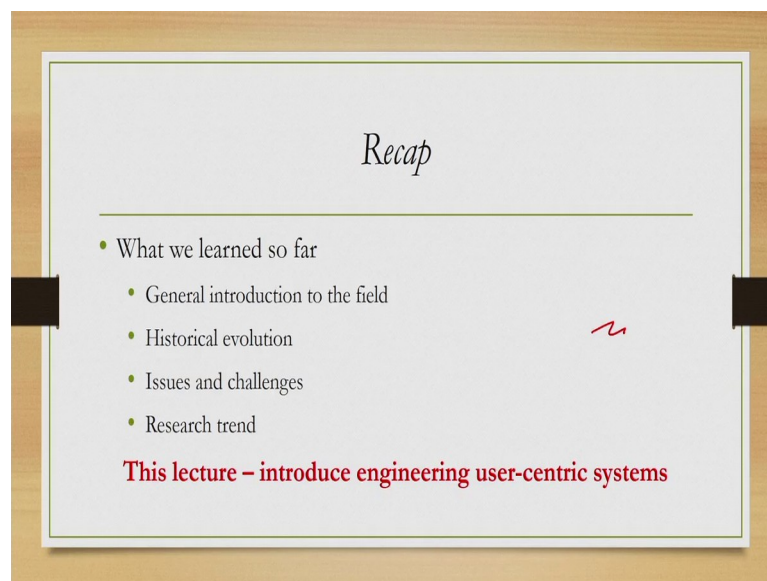 Recap
• What we learned so far
• General introduction to the field
• Historical evolution
• Issues and challenges
• Research trend
This lecture – introduce engineering user-centric systems